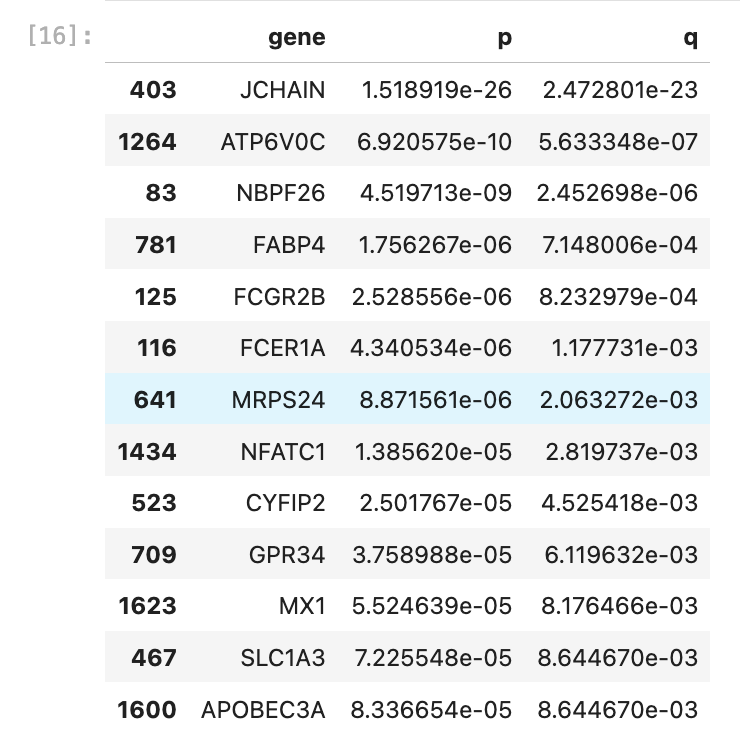 [16]:
gene p q
403 JCHAIN 1.518919e-26 2.472801e-23
1264 ATP6V0C 6.920575e-10 5.633348e-07
83 NBPF26 4.519713e-09 2.452698e-06
781 FABP4 1.756267e-06 7.148006e-04
125 FCGR2B 2.528556e-06 8.232979e-04
116 FCER1A 4.340534e-06 1.177731e-03
641 MRPS24 8.871561e-06 2.063272e-03
1434 NFATC1 1.385620e-05 2.819737e-03
523 CYFIP2 2.501767e-05 4.525418e-03
709 GPR34 3.758988e-05 6.119632e-03
1623 MX1 5.524639e-05 8.176466e-03
467 SLC1A3 7.225548e-05 8.644670e-03
1600 APOBEC3A 8.336654e-05 8.644670e-03